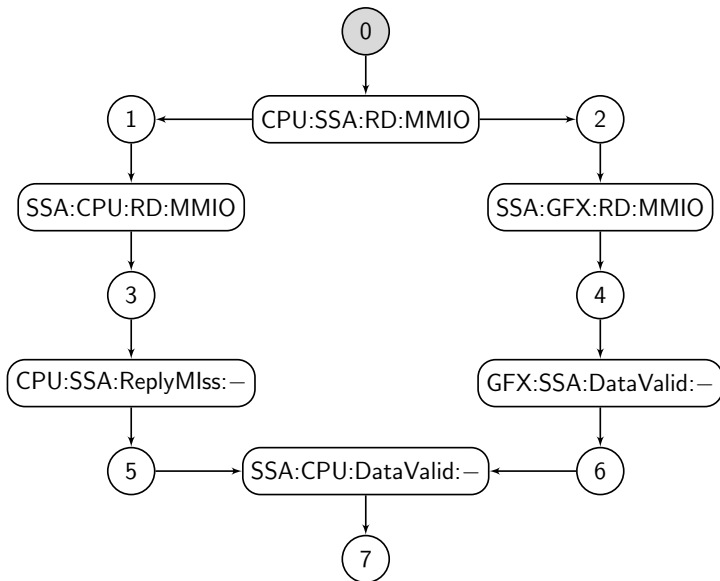 0
1
CPU:SSA:RD:MMIO
2
SSA:CPU:RD:MMIO
SSA:GFX:RD:MMIO
3
4
CPU:SSA:ReplyMIss:−
GFX:SSA:DataValid:−
5
SSA:CPU:DataValid:−
6
7